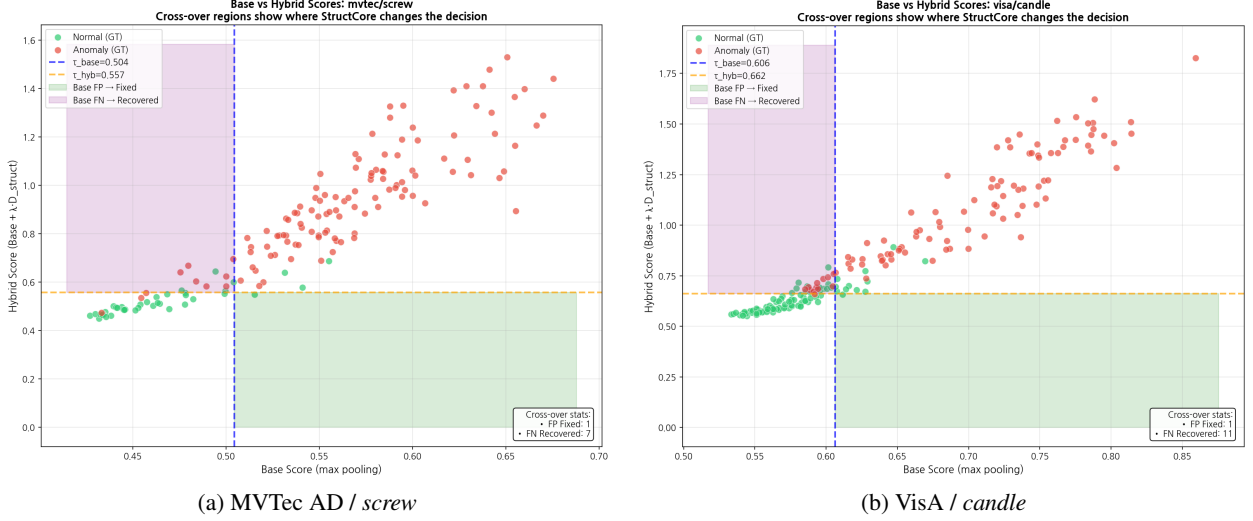 Base vs Hybrid Scores: mvtec/screw
Cross-over regions show where StructCore changes the decision
Normal (GT)
Anomaly (GT)
τ_base=0.504
τ_hyb=0.557
Base FP → Fixed
Base FN → Recovered
Hybrid Score (Base + λ·D_struct)
1.6
1.4
1.2
1.0
0.8
0.6
0.4
0.2
0.0
Cross-over stats:
• FP Fixed: 1
• FN Recovered: 7
0.45 0.50 0.55 0.60 0.65 0.70
Base Score (max pooling)
(a) MVTec AD / screw
Base vs Hybrid Scores: visa/candle
Cross-over regions show where StructCore changes the decision
Normal (GT)
Anomaly (GT)
τ_base=0.606
τ_hyb=0.662
Base FP → Fixed
Base FN → Recovered
Hybrid Score (Base + λ·D_struct)
1.75
1.50
1.25
1.00
0.75
0.50
0.25
0.00
Cross-over stats:
• FP Fixed: 1
• FN Recovered: 11
0.50 0.55 0.60 0.65 0.70 0.75 0.80 0.85
Base Score (max pooling)
(b) VisA / candle